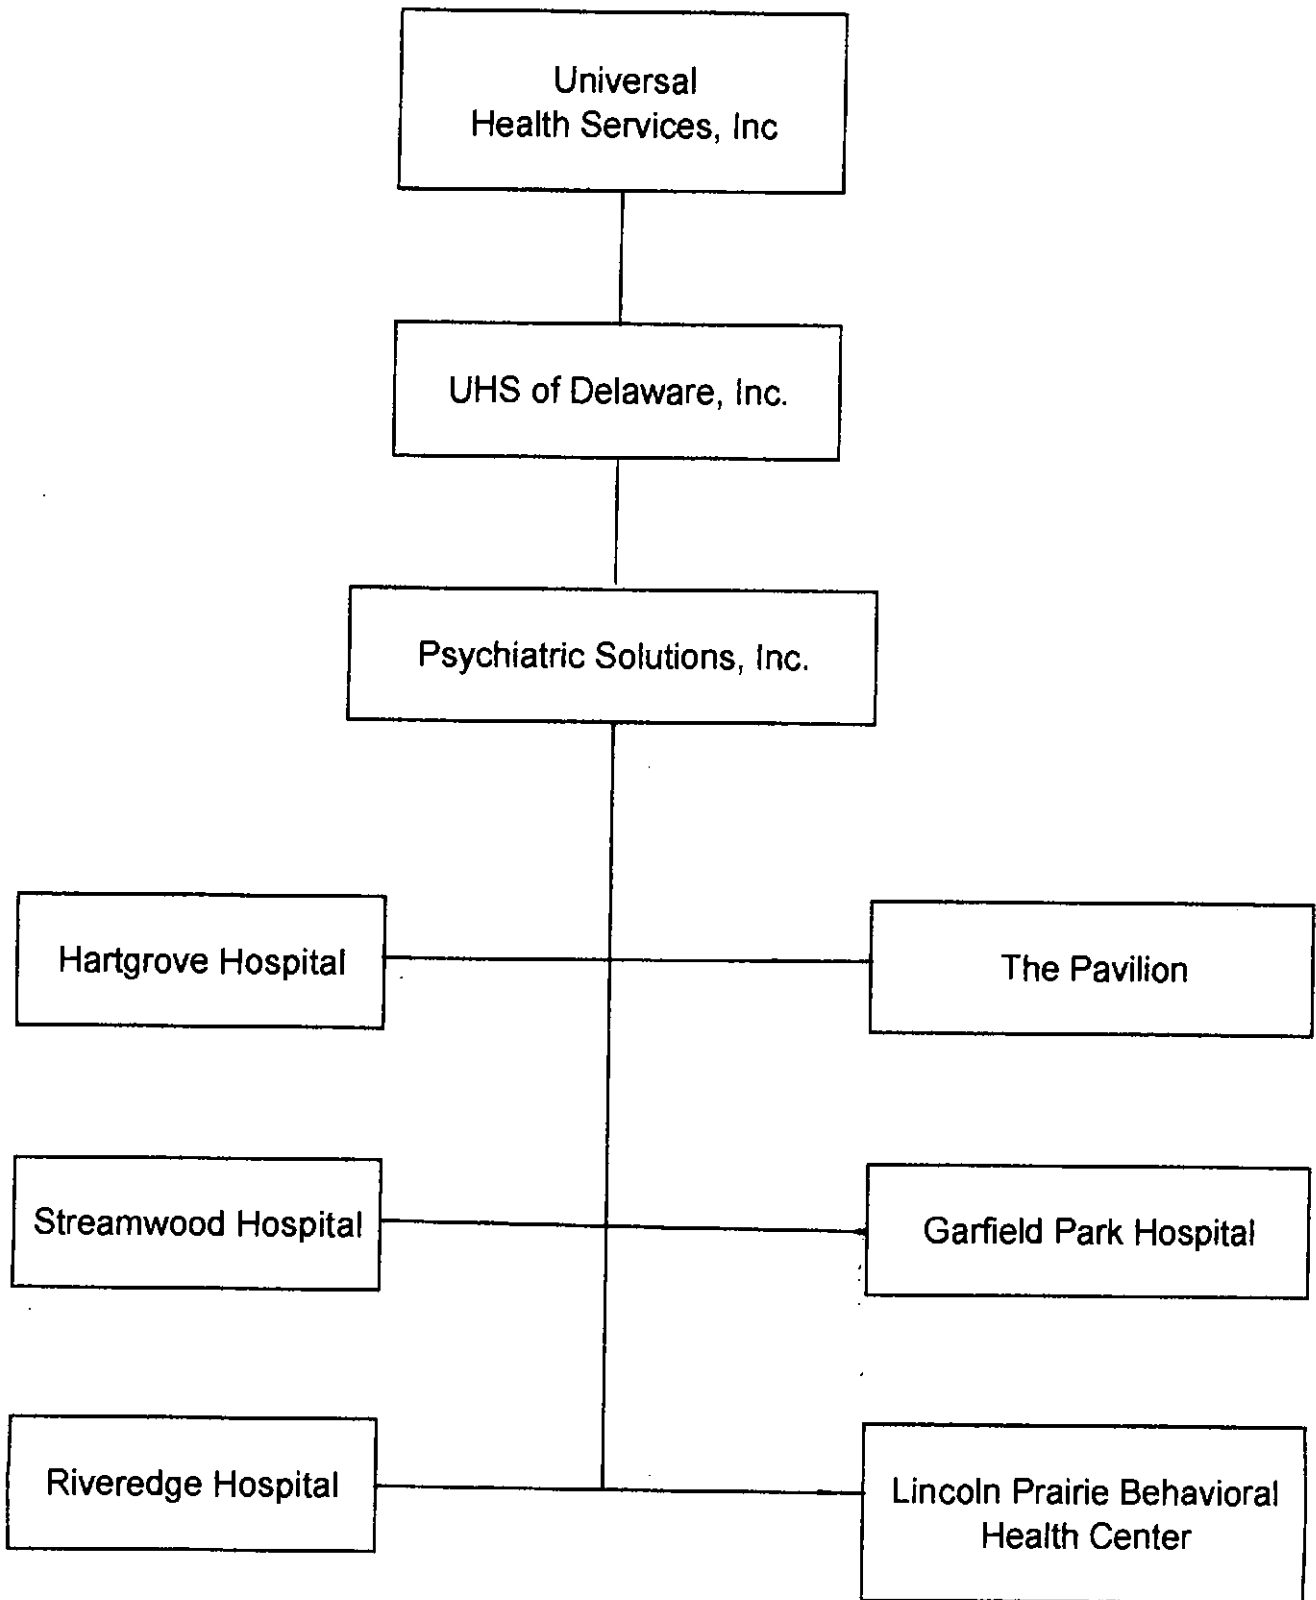 Universal
Health Services, Inc
UHS of Delaware, Inc.
Psychiatric Solutions, Inc.
Hartgrove Hospital
The Pavilion
Streamwood Hospital
Garfield Park Hospital
Riveredge Hospital
Lincoln Prairie Behavioral
Health Center